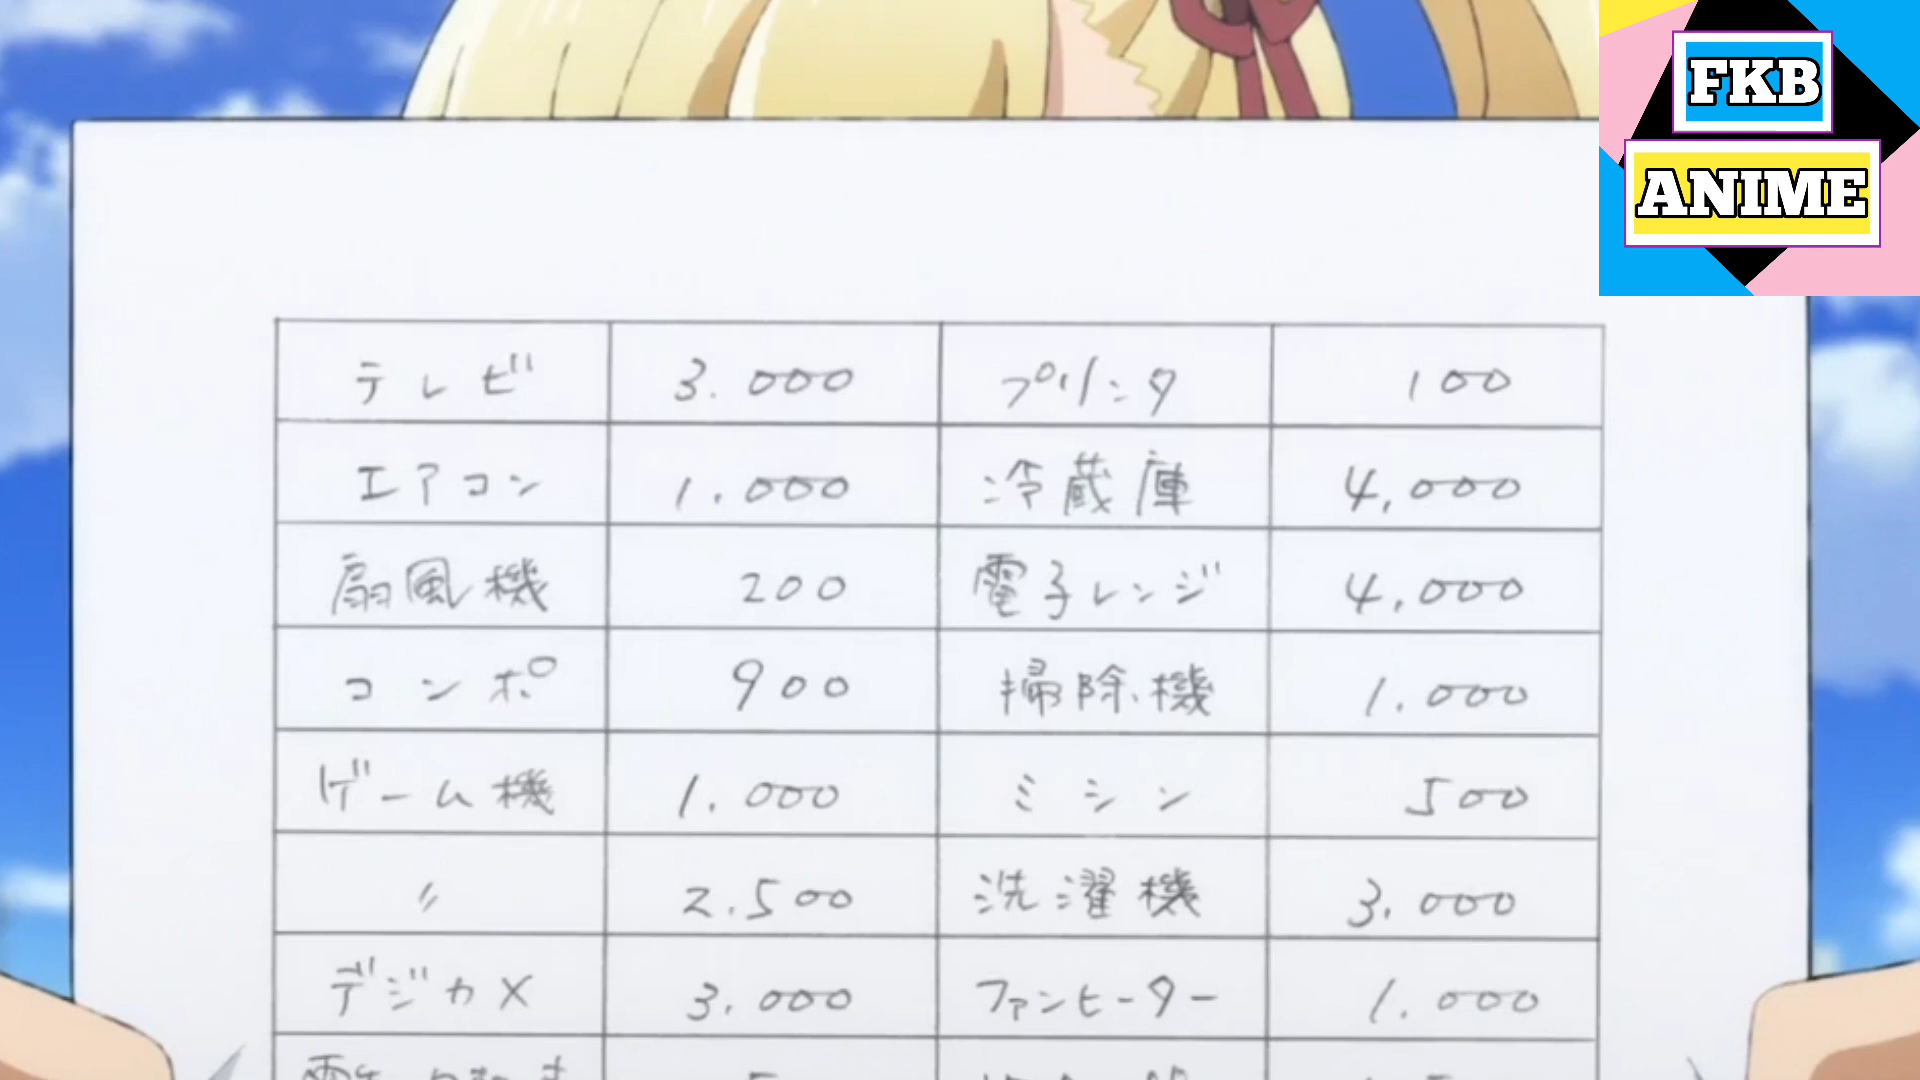 FKB
ANIME
テレビ 3.000 プリンタ 100
エアコン 1.000 冷蔵庫 4,000
扇風機 200 電子レンジ 4,000
コンポ 900 掃除機 1.000
ゲーム機 1.000 ミシン 500
〃 2.500 洗濯機 3.000
デジカメ 3.000 ファンヒーター 1.000